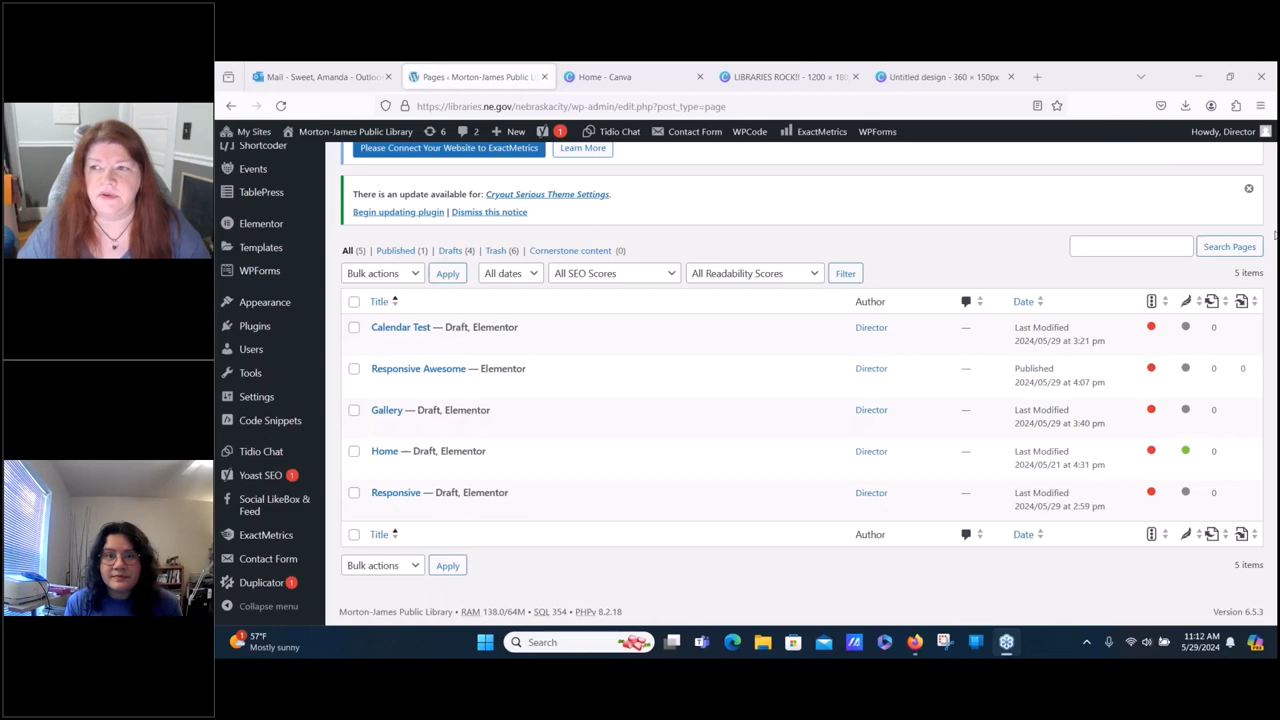 Mail - Sweet, Amanda - Outloo
Pages ‹ Morton-James Public Li
Home - Canva
LIBRARIES ROCK!! - 1200 × 180
Untitled design - 360 × 150px
https://libraries.ne.gov/nebraskacity/wp-admin/edit.php?post_type=page
My Sites Morton-James Public Library 6 2 New 1 Tidio Chat Contact Form WPCode ExactMetrics WPForms Howdy, Director
Shortcoder
Events
TablePress
Elementor
Templates
WPForms
Appearance
Plugins
Users
Tools
Settings
Code Snippets
Tidio Chat
Yoast SEO 1
Social LikeBox &
Feed
ExactMetrics
Contact Form
Duplicator 1
Collapse menu
Please Connect Your Website to ExactMetrics Learn More
There is an update available for: Cryout Serious Theme Settings.
Begin updating plugin | Dismiss this notice
All (5) | Published (1) | Drafts (4) | Trash (6) | Cornerstone content (0)
Search Pages
Bulk actions Apply All dates All SEO Scores All Readability Scores Filter 5 items
Title Author Date
Calendar Test — Draft, Elementor Director — Last Modified 0
2024/05/29 at 3:21 pm
Responsive Awesome — Elementor Director — Published 0 0
2024/05/29 at 4:07 pm
Gallery — Draft, Elementor Director — Last Modified 0
2024/05/29 at 3:40 pm
Home — Draft, Elementor Director — Last Modified 0
2024/05/21 at 4:31 pm
Responsive — Draft, Elementor Director — Last Modified 0
2024/05/29 at 2:59 pm
Title Author Date
Bulk actions Apply 5 items
Morton-James Public Library • RAM 138.0/64M • SQL 354 • PHPv 8.2.18 Version 6.5.3
1
57°F
Mostly sunny
Search
11:12 AM
5/29/2024